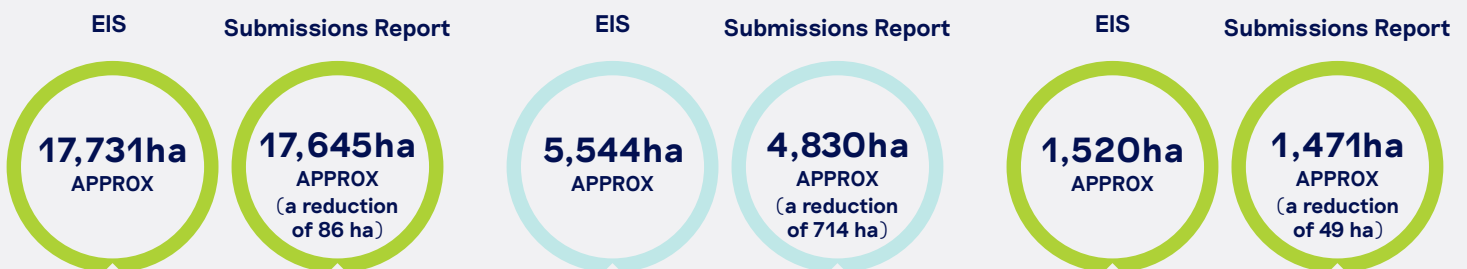 EIS
Submissions Report
EIS
Submissions Report
EIS
Submissions Report
17,731ha
APPROX
17,645ha
APPROX
(a reduction
of 86 ha)
5,544ha
APPROX
4,830ha
APPROX
(a reduction
of 714 ha)
1,520ha
APPROX
1,471ha
APPROX
(a reduction
of 49 ha)